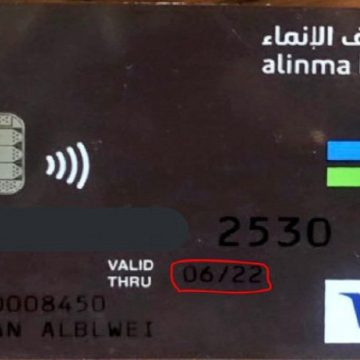 ف الإنماء
alinma
2530
VALID
THRU 06/22
0008450
AN ALBLWEI